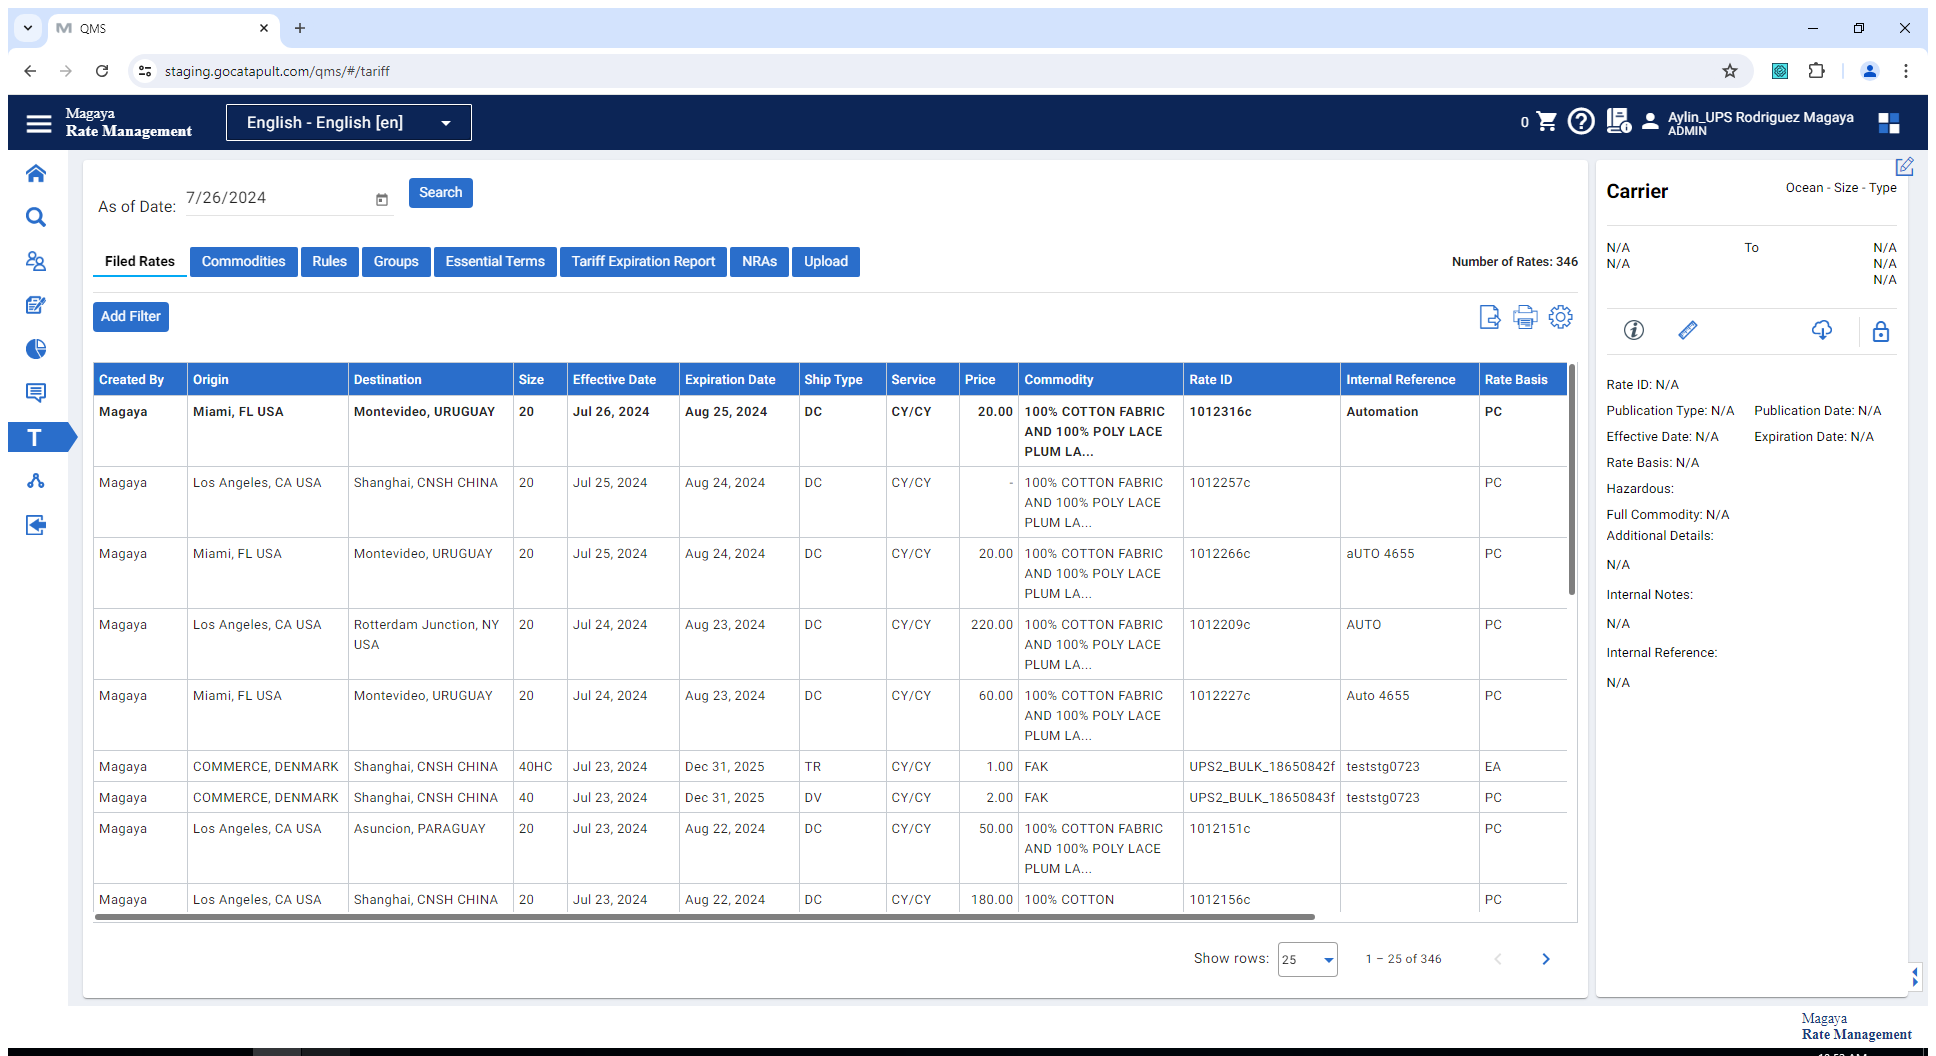 QMS
staging.gocatapult.com/qms/#/tariff
Magaya
Rate Management
English - English [en]
0
Aylin_UPS Rodriguez Magaya
ADMIN
As of Date:
7/26/2024
Search
Filed Rates
Commodities
Rules
Groups
Essential Terms
Tariff Expiration Report
NRAs
Upload
Number of Rates: 346
Add Filter
Created By Origin Destination Size Effective Date Expiration Date Ship Type Service Price Commodity Rate ID Internal Reference Rate Basis
Magaya Miami, FL USA Montevideo, URUGUAY 20 Jul 26, 2024 Aug 25, 2024 DC CY/CY 20.00 100% COTTON FABRIC 1012316c Automation PC
AND 100% POLY LACE
PLUM LA...
Magaya Los Angeles, CA USA Shanghai, CNSH CHINA 20 Jul 25, 2024 Aug 24, 2024 DC CY/CY - 100% COTTON FABRIC 1012257c PC
AND 100% POLY LACE
PLUM LA...
Magaya Miami, FL USA Montevideo, URUGUAY 20 Jul 25, 2024 Aug 24, 2024 DC CY/CY 20.00 100% COTTON FABRIC 1012266c aUTO 4655 PC
AND 100% POLY LACE
PLUM LA...
Magaya Los Angeles, CA USA Rotterdam Junction, NY 20 Jul 24, 2024 Aug 23, 2024 DC CY/CY 220.00 100% COTTON FABRIC 1012209c AUTO PC
USA AND 100% POLY LACE
PLUM LA...
Magaya Miami, FL USA Montevideo, URUGUAY 20 Jul 24, 2024 Aug 23, 2024 DC CY/CY 60.00 100% COTTON FABRIC 1012227c Auto 4655 PC
AND 100% POLY LACE
PLUM LA...
Magaya COMMERCE, DENMARK Shanghai, CNSH CHINA 40HC Jul 23, 2024 Dec 31, 2025 TR CY/CY 1.00 FAK UPS2_BULK_18650842f teststg0723 EA
Magaya COMMERCE, DENMARK Shanghai, CNSH CHINA 40 Jul 23, 2024 Dec 31, 2025 DV CY/CY 2.00 FAK UPS2_BULK_18650843f teststg0723 PC
Magaya Los Angeles, CA USA Asuncion, PARAGUAY 20 Jul 23, 2024 Aug 22, 2024 DC CY/CY 50.00 100% COTTON FABRIC 1012151c PC
AND 100% POLY LACE
PLUM LA...
Magaya Los Angeles, CA USA Shanghai, CNSH CHINA 20 Jul 23, 2024 Aug 22, 2024 DC CY/CY 180.00 100% COTTON 1012156c PC
Show rows: 25 1 – 25 of 346
Carrier
Ocean - Size - Type
N/A To N/A
N/A N/A
N/A
Rate ID: N/A
Publication Type: N/A Publication Date: N/A
Effective Date: N/A Expiration Date: N/A
Rate Basis: N/A
Hazardous:
Full Commodity: N/A
Additional Details:
N/A
Internal Notes:
N/A
Internal Reference:
N/A
T
Magaya
Rate Management